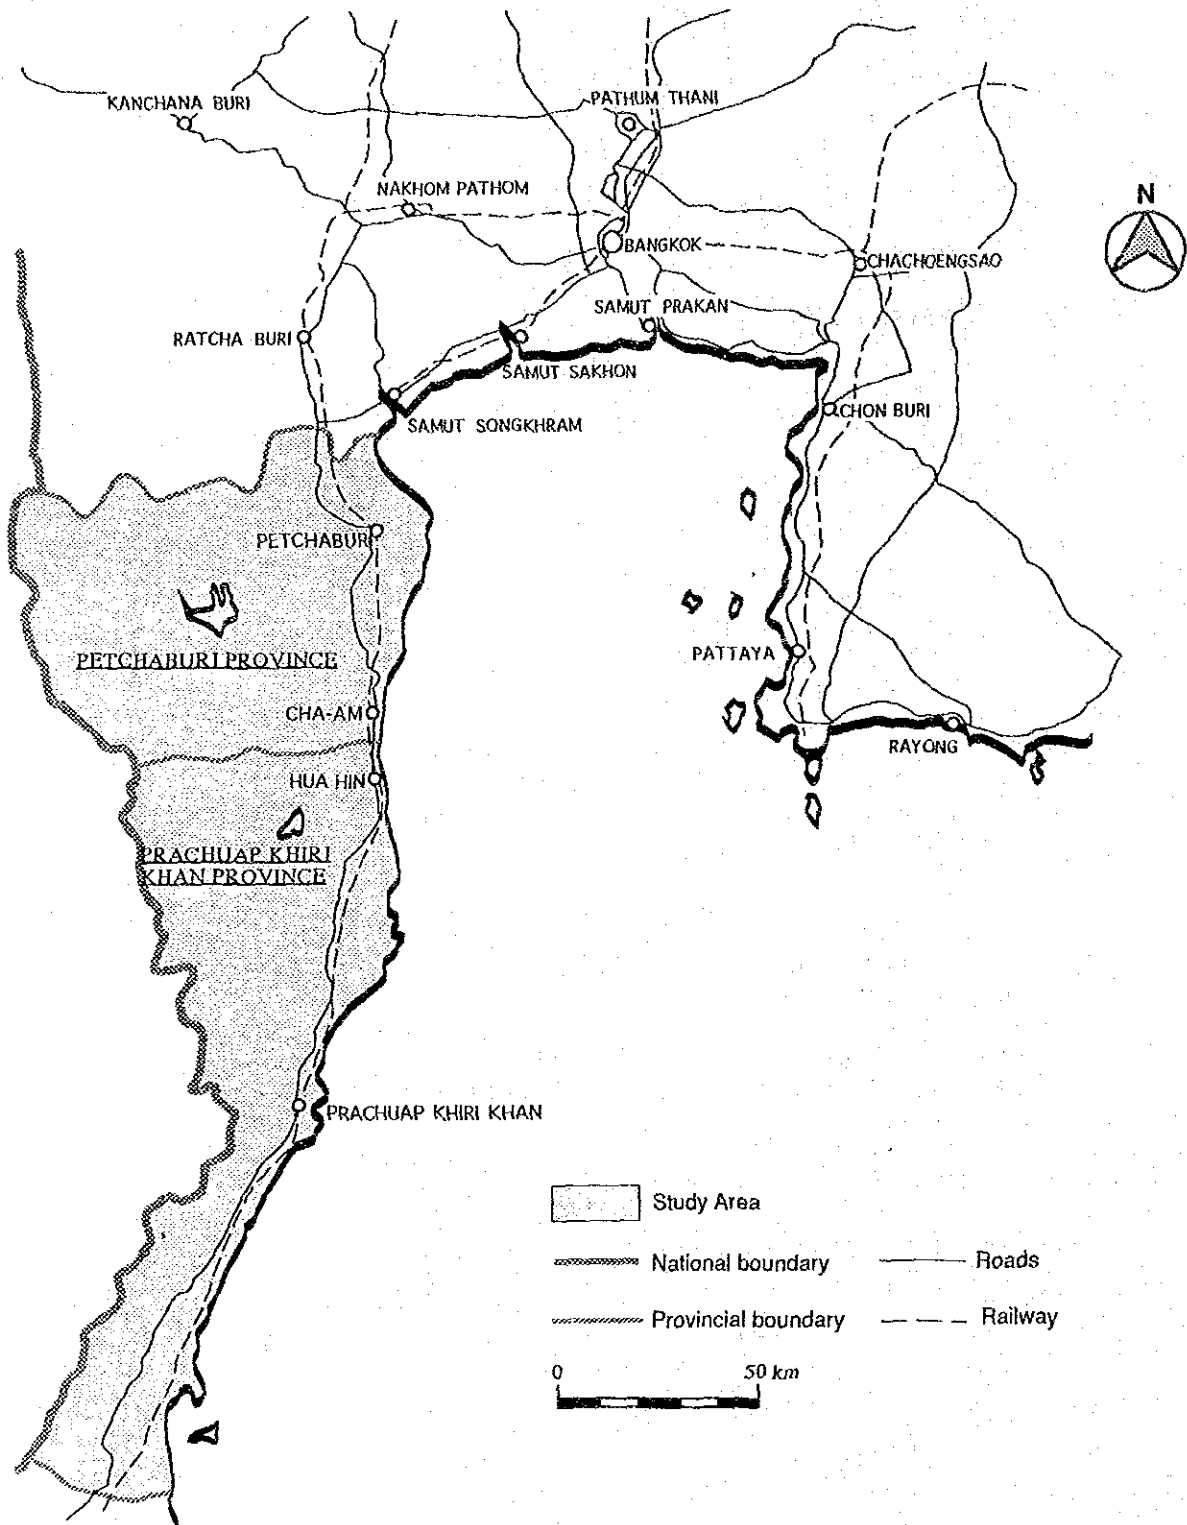 KANCHANA BURI
PATHUM THANI
NAKHOM PATHOM
N
BANGKOK
CHACHOENGSAO
SAMUT PRAKAN
RATCHA BURI
SAMUT SAKHON
CHON BURI
SAMUT SONGKHRAM
PETCHABUR
PETCHABURI PROVINCE
PATTAYA
CHA-AM
RAYONG
HUA HIN
PRACHUAP KHIRI
KHAN PROVINCE
PRACHUAP KHIRI KHAN
Study Area
National boundary
Roads
Provincial boundary
Railway
0 50 km